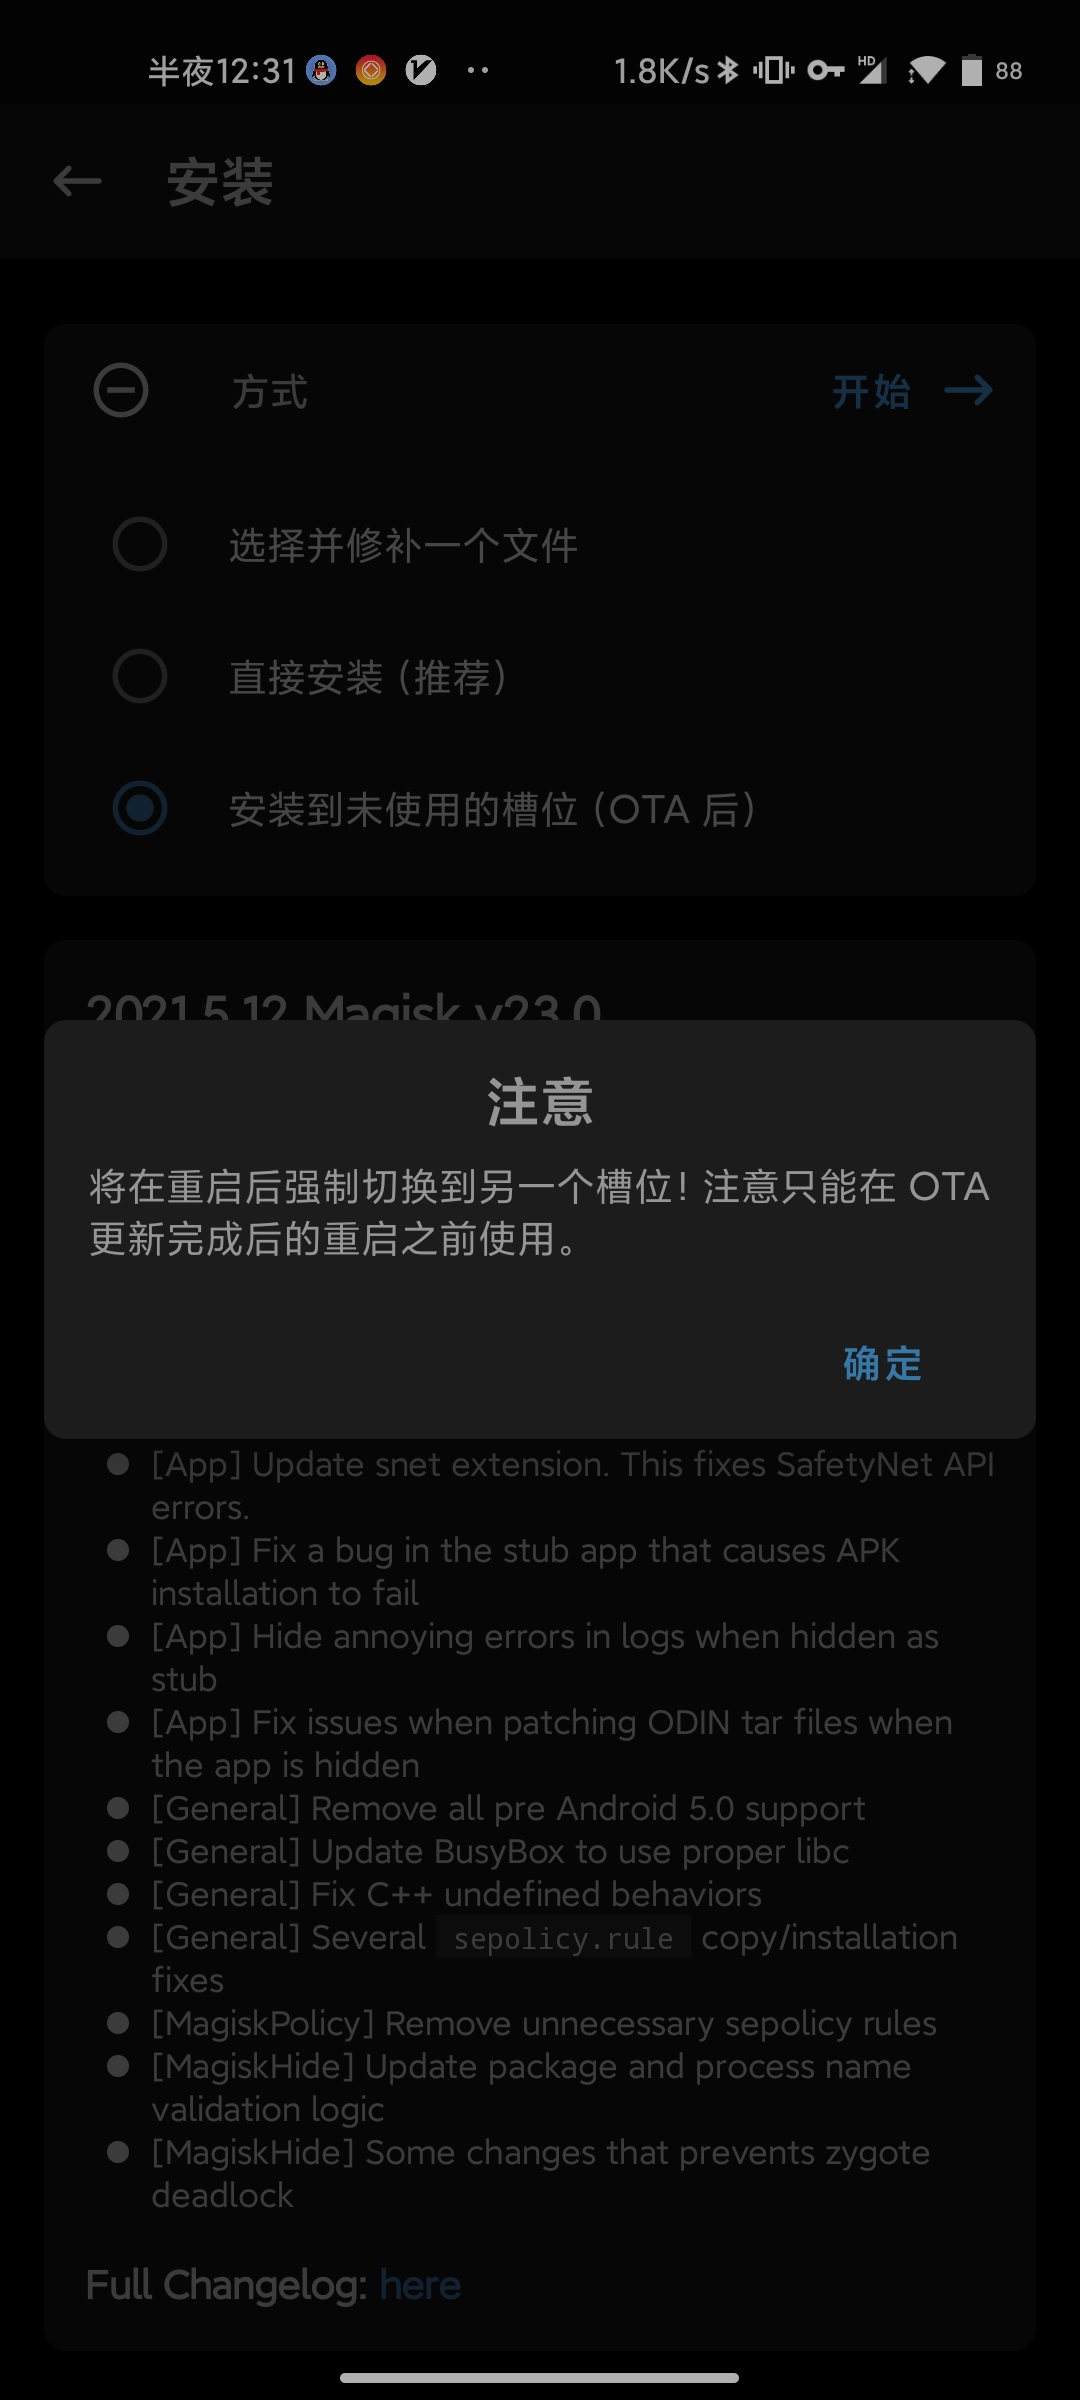 半夜12:31 1.8K/s HD 88
安装
方式 开始
选择并修补一个文件
直接安装 (推荐)
安装到未使用的槽位 (OTA 后)
2021.5.12 Magisk v23.0
注意
将在重启后强制切换到另一个槽位! 注意只能在 OTA
更新完成后的重启之前使用。
确定
[App] Update snet extension. This fixes SafetyNet API
errors.
[App] Fix a bug in the stub app that causes APK
installation to fail
[App] Hide annoying errors in logs when hidden as
stub
[App] Fix issues when patching ODIN tar files when
the app is hidden
[General] Remove all pre Android 5.0 support
[General] Update BusyBox to use proper libc
[General] Fix C++ undefined behaviors
[General] Several sepolicy.rule copy/installation
fixes
[MagiskPolicy] Remove unnecessary sepolicy rules
[MagiskHide] Update package and process name
validation logic
[MagiskHide] Some changes that prevents zygote
deadlock
Full Changelog: here